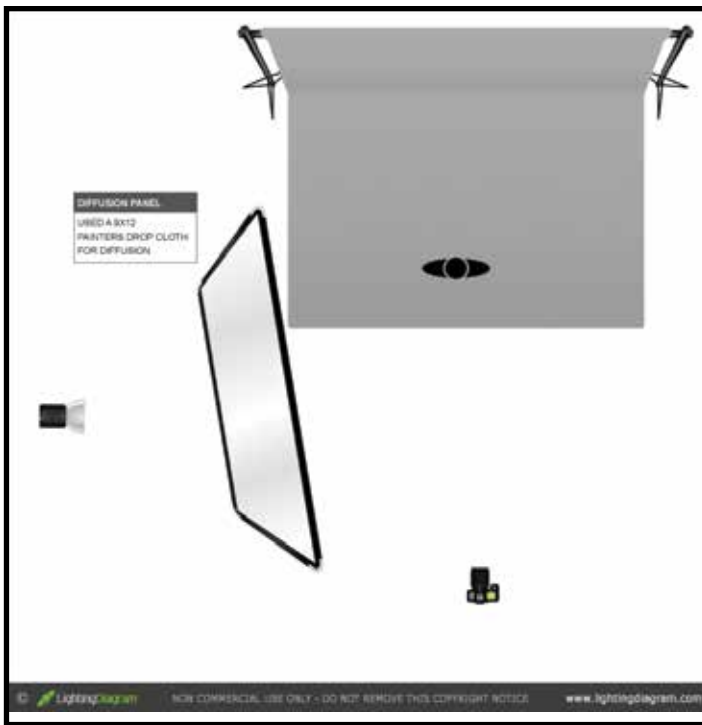 DIFFUSION PANEL
USED A 9X12
PAINTERS DROP CLOTH
FOR DIFFUSION
© LightingDiagram NON COMMERCIAL USE ONLY - DO NOT REMOVE THIS COPYRIGHT NOTICE www.lightingdiagram.com